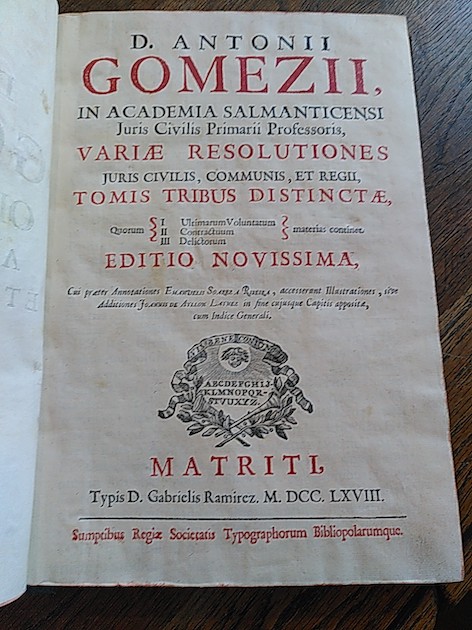 D. ANTONII
GOMEZII,
IN ACADEMIA SALMANTICENSI
Juris Civilis Primarii Professoris,
VARIÆ RESOLUTIONES
JURIS CIVILIS, COMMUNIS, ET REGII,
TOMIS TRIBUS DISTINCTÆ,
Quorum { I Ultimarum Voluntatum
II Contractuum } materias continet.
III Delictorum
EDITIO NOVISSIMA,
Cui præter Annotationes EMANUELIS SOAREZ A RIBEIRA, accesserunt Illustrationes, sive
Additiones JOANNIS DE AILLON LAYNEZ in fine cujusque Capitis appositæ,
cum Indice Generali.
ABCDEFGHIJ-
KLMNOPQR-
STVUXYZ.
MATRITI,
Typis D. Gabrielis Ramirez. M. DCC. LXVIII.
Sumptibus Regiæ Societatis Typographorum Bibliopolarumque.